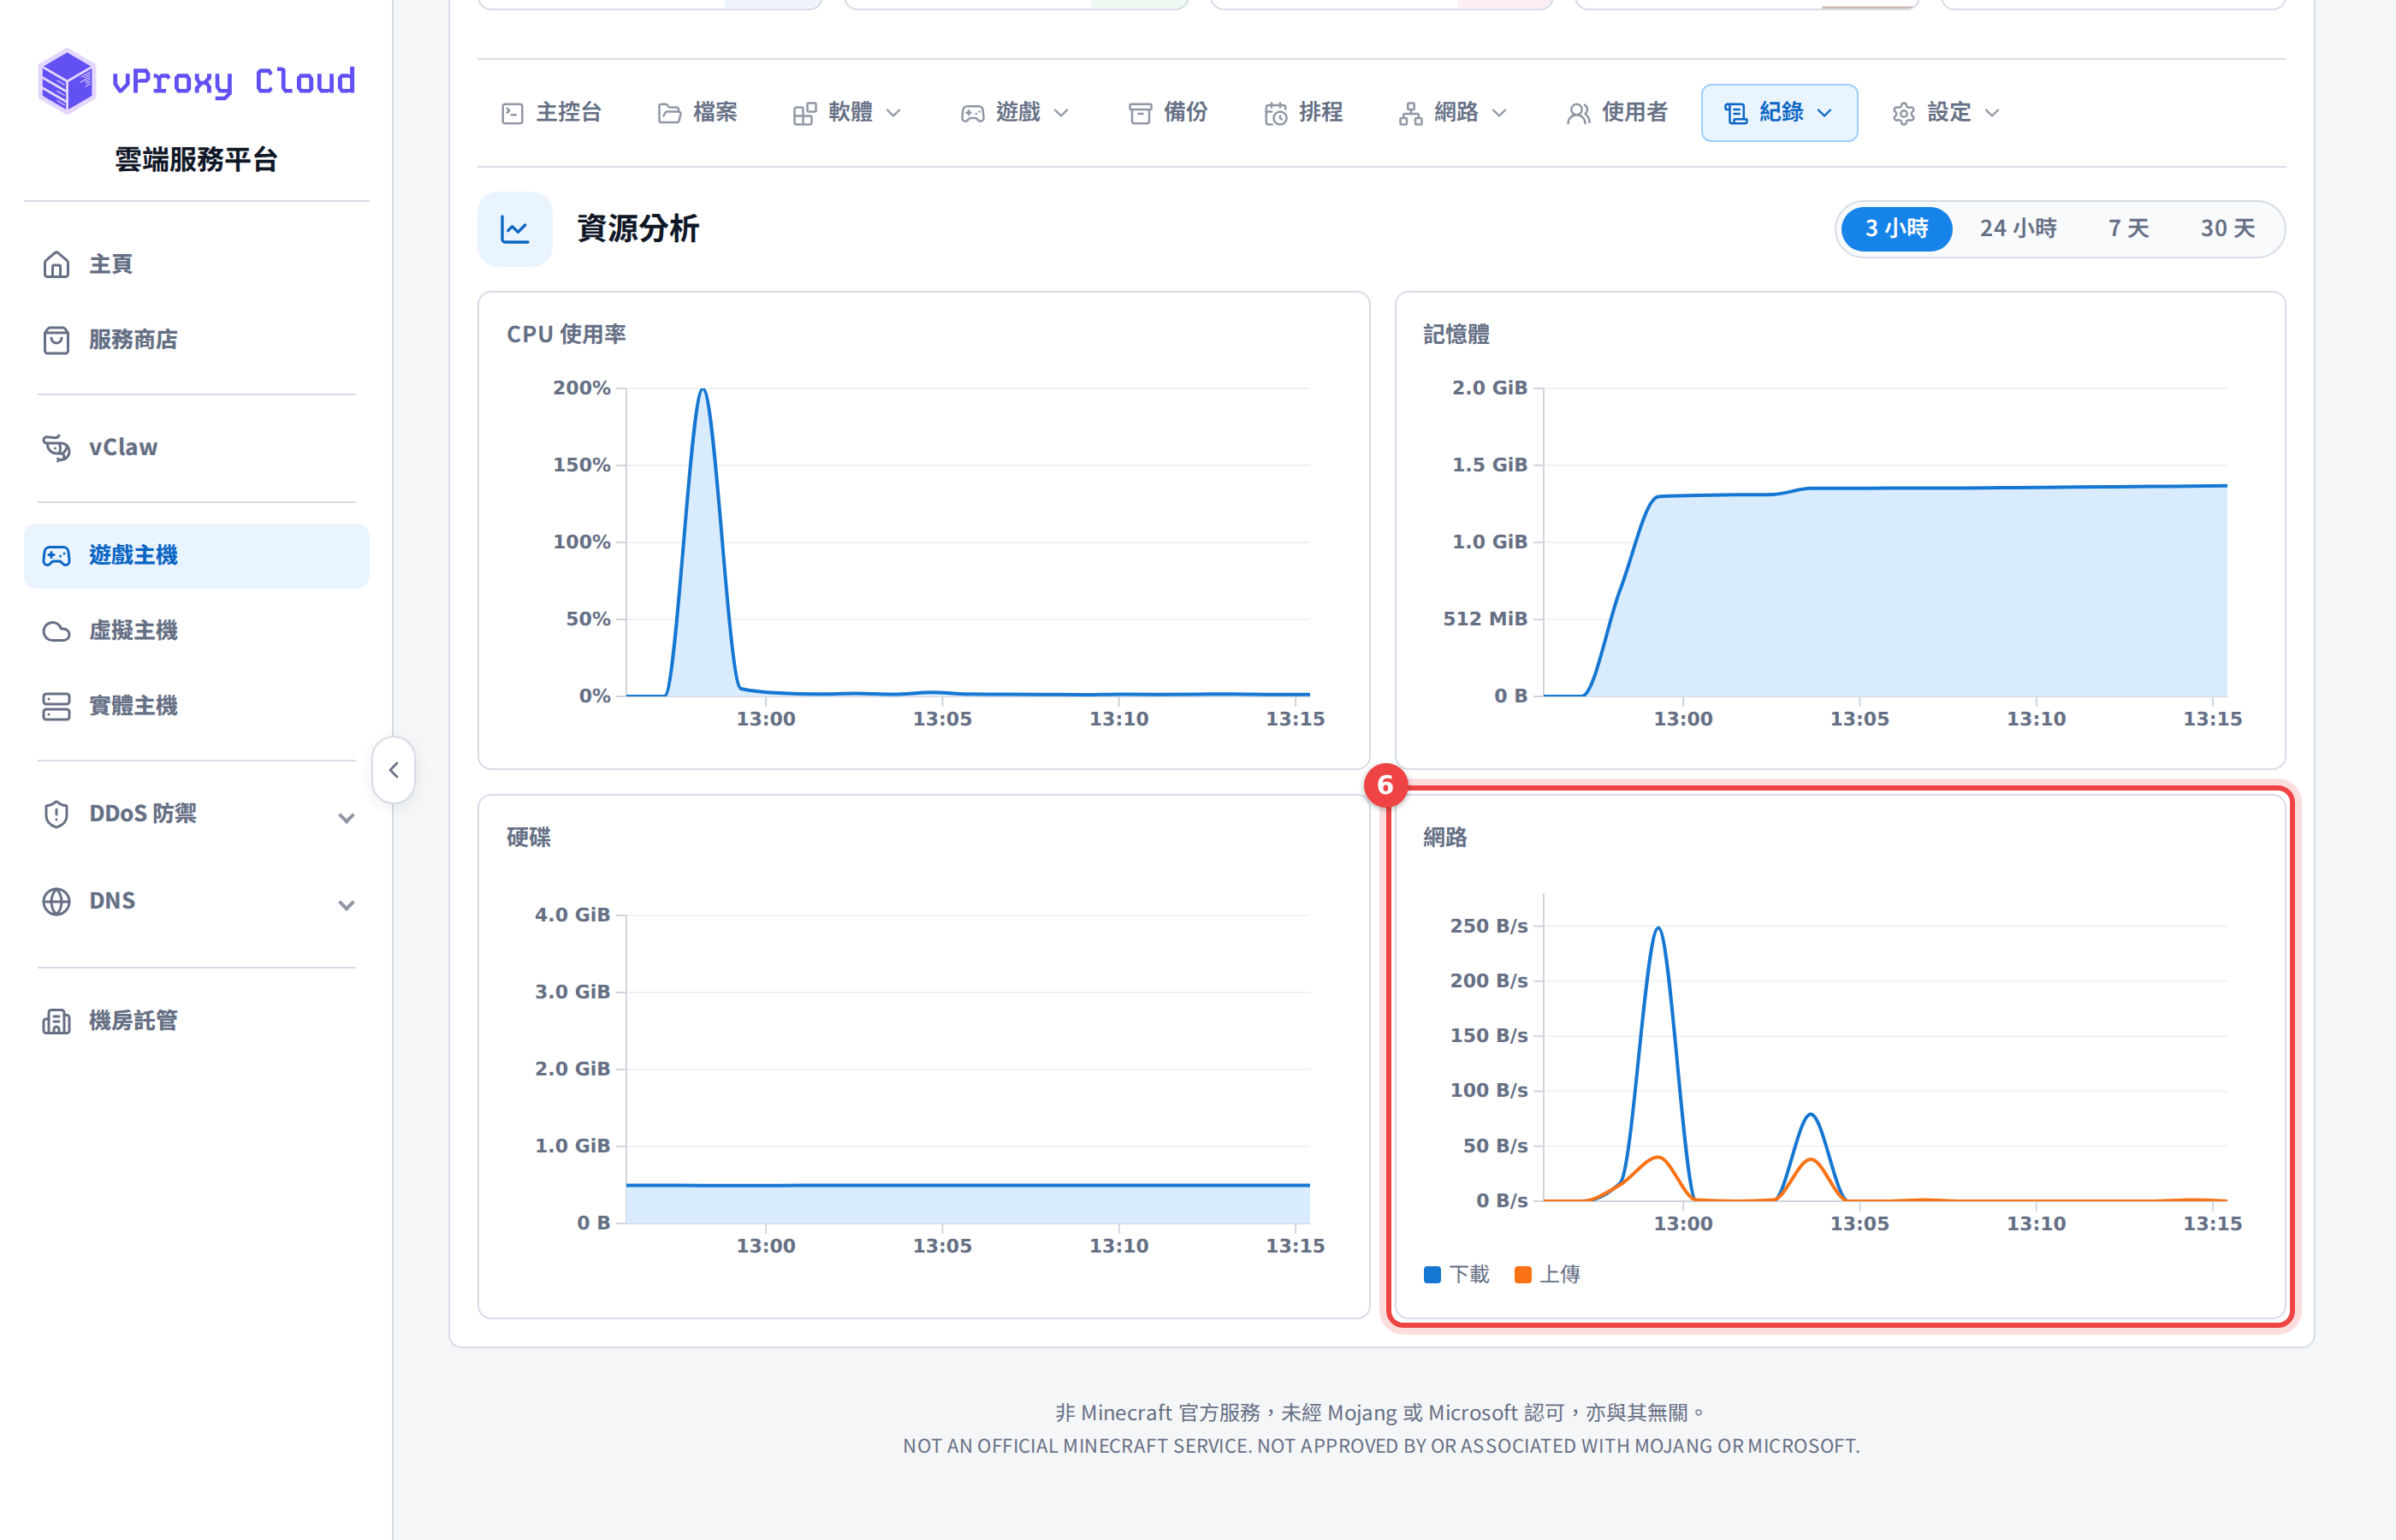 vProxy Cloud
雲端服務平台
主頁
服務商店
vClaw
遊戲主機
虛擬主機
實體主機
DDoS 防禦
DNS
機房託管
主控台 檔案 軟體 遊戲 備份 排程 網路 使用者 紀錄 設定
資源分析
3 小時 24 小時 7 天 30 天
CPU 使用率
200%
150%
100%
50%
0%
13:00 13:05 13:10 13:15
記憶體
2.0 GiB
1.5 GiB
1.0 GiB
512 MiB
0 B
13:00 13:05 13:10 13:15
硬碟
4.0 GiB
3.0 GiB
2.0 GiB
1.0 GiB
0 B
13:00 13:05 13:10 13:15
6
網路
250 B/s
200 B/s
150 B/s
100 B/s
50 B/s
0 B/s
13:00 13:05 13:10 13:15
下載 上傳
非 Minecraft 官方服務，未經 Mojang 或 Microsoft 認可，亦與其無關。
NOT AN OFFICIAL MINECRAFT SERVICE. NOT APPROVED BY OR ASSOCIATED WITH MOJANG OR MICROSOFT.